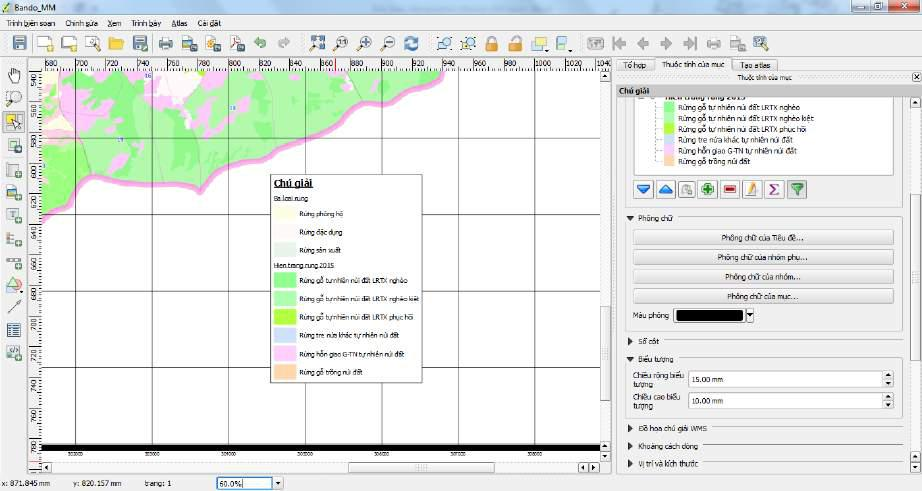 Bando_MM
Trình biên soạn Chỉnh sửa Xem Trình bày Atlas Cài đặt
680 700 720 740 760 780 800 820 840 860 880 900 920 940 960 980 1000 1020 1040
540
560
580
600
620
640
660
680
700
720
740
760
780
16
18
19
Chú giải
Ba.loai.rung
Rừng phòng hộ
Rừng đặc dụng
Rừng sản xuất
Hien.trang.rung 2015
Rừng gỗ tự nhiên núi đất LRTX nghèo
Rừng gỗ tự nhiên núi đất LRTX nghèo kiệt
Rừng gỗ tự nhiên núi đất LRTX phục hồi
Rừng tre nứa khác tự nhiên núi đất
Rừng hỗn giao G-TN tự nhiên núi đất
Rừng gỗ trồng núi đất
Tổ hợp Thuộc tính của mục Tạo atlas
Thuộc tính của mục
Chú giải
Hien.trang.rung 2015
Rừng gỗ tự nhiên núi đất LRTX nghèo
Rừng gỗ tự nhiên núi đất LRTX nghèo kiệt
Rừng gỗ tự nhiên núi đất LRTX phục hồi
Rừng tre nứa khác tự nhiên núi đất
Rừng hỗn giao G-TN tự nhiên núi đất
Rừng gỗ trồng núi đất
Phông chữ
Phông chữ của Tiêu đề...
Phông chữ của nhóm phụ...
Phông chữ của nhóm...
Phông chữ của mục...
Màu phông
Số cột
Biểu tượng
Chiều rộng biểu tượng 15.00 mm
Chiều cao biểu tượng 10.00 mm
Đồ họa chú giải WMS
Khoảng cách dòng
Vị trí và kích thước
x: 871.845 mm y: 820.157 mm trang: 1 60.0%